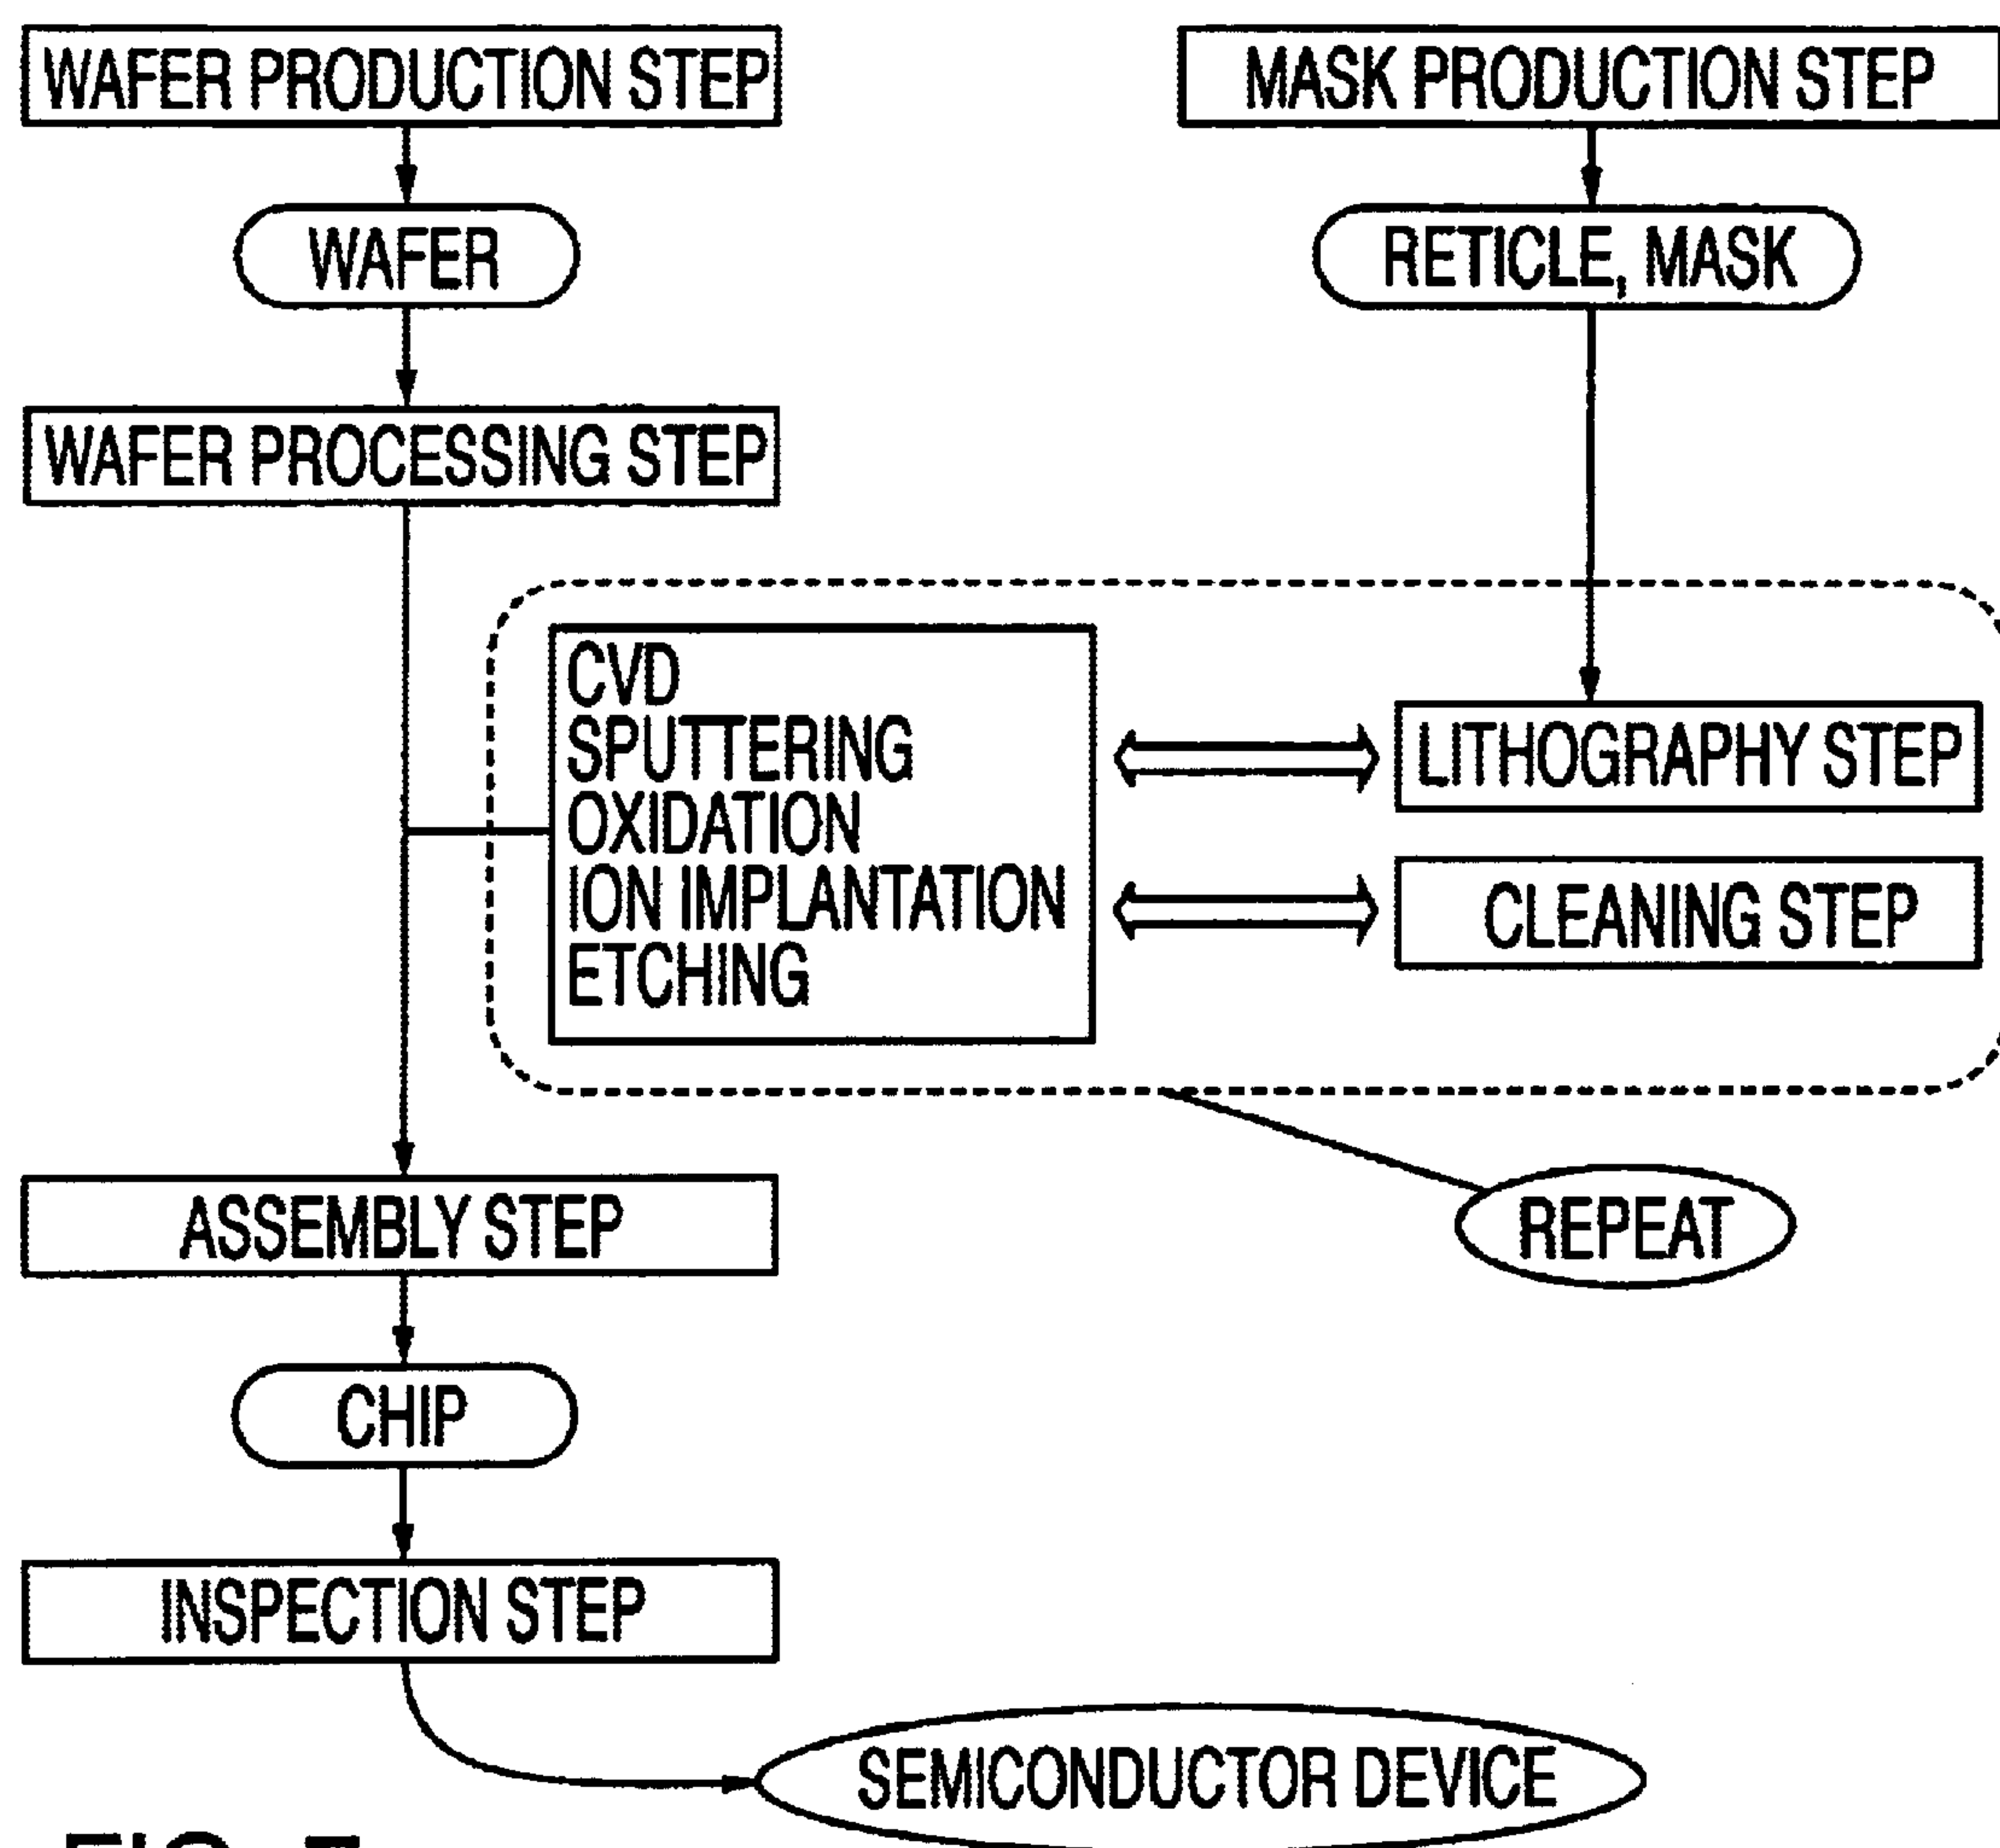 WAFER PRODUCTION STEP
MASK PRODUCTION STEP
WAFER
RETICLE, MASK
WAFER PROCESSING STEP
CVD
SPUTTERING
OXIDATION
ION IMPLANTATION
ETCHING
LITHOGRAPHY STEP
CLEANING STEP
ASSEMBLY STEP
REPEAT
CHIP
INSPECTION STEP
SEMICONDUCTOR DEVICE